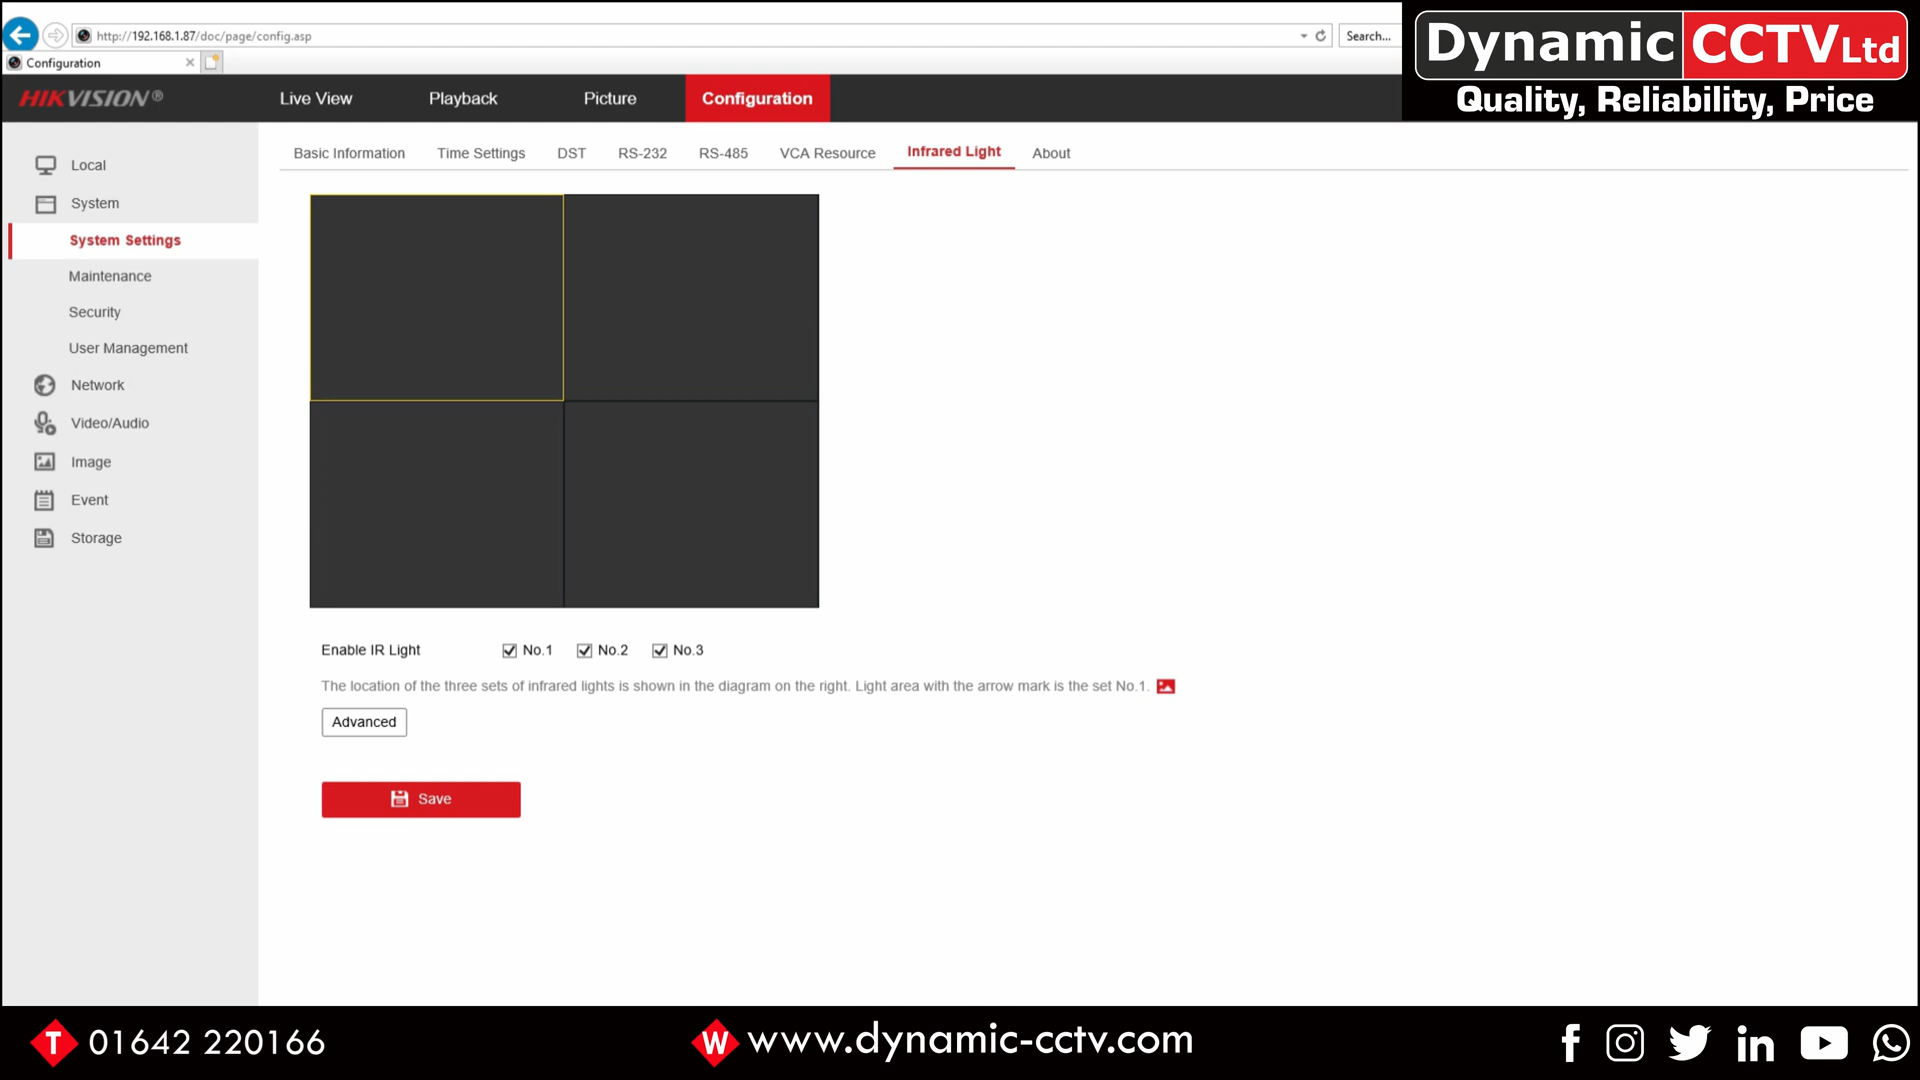 http://192.168.1.87/doc/page/config.asp
Search...
Configuration
Dynamic CCTV Ltd
Quality, Reliability, Price
HIKVISION®
Live View
Playback
Picture
Configuration
Local
System
System Settings
Maintenance
Security
User Management
Network
Video/Audio
Image
Event
Storage
Basic Information
Time Settings
DST
RS-232
RS-485
VCA Resource
Infrared Light
About
Enable IR Light
No.1
No.2
No.3
The location of the three sets of infrared lights is shown in the diagram on the right. Light area with the arrow mark is the set No.1.
Advanced
Save
T 01642 220166
W www.dynamic-cctv.com